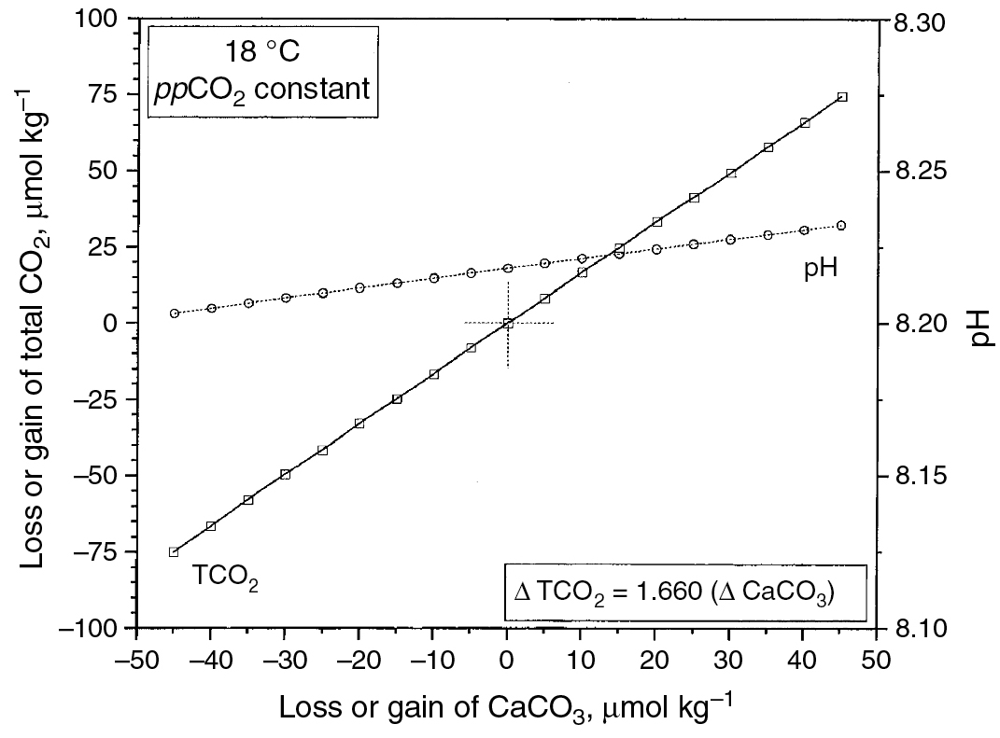 18 °C
ppCO₂ constant
Loss or gain of total CO₂, μmol kg⁻¹
100
75
50
25
0
–25
–50
–75
–100
8.30
8.25
8.20
8.15
8.10
pH
pH
TCO₂
Δ TCO₂ = 1.660 (Δ CaCO₃)
–50 –40 –30 –20 –10 0 10 20 30 40 50
Loss or gain of CaCO₃, μmol kg⁻¹